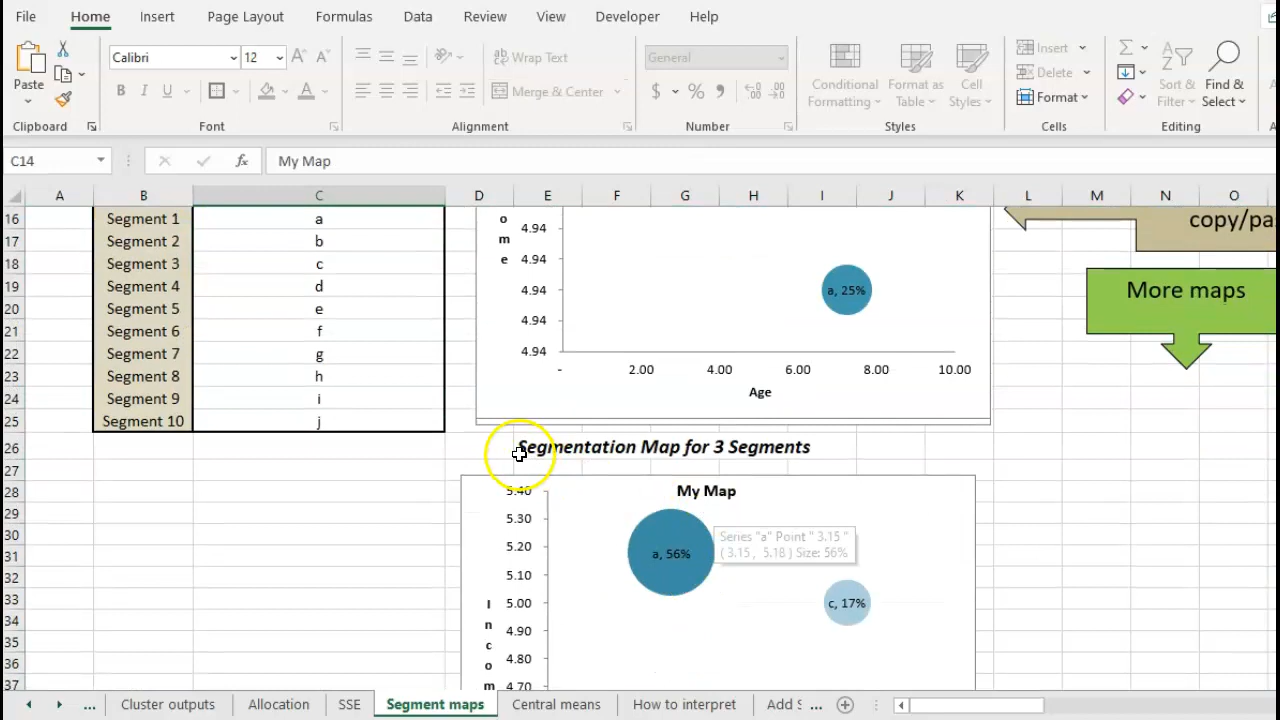 File Home Insert Page Layout Formulas Data Review View Developer Help
Paste
Calibri 12 A A
B I U A
Wrap Text
Merge & Center
General
$ % 9
Conditional Formatting
Format as Table
Cell Styles
Insert
Delete
Format
Sort & Filter
Find & Select
Clipboard Font Alignment Number Styles Cells Editing
C14 fx My Map
A B C D E F G H I J K L M N O
16 Segment 1 a
17 Segment 2 b
18 Segment 3 c
19 Segment 4 d
20 Segment 5 e
21 Segment 6 f
22 Segment 7 g
23 Segment 8 h
24 Segment 9 i
25 Segment 10 j
26
27
28
29
30
31
32
33
34
35
36
37
o
m
e
4.94
4.94
4.94
4.94
4.94
a, 25%
- 2.00 4.00 6.00 8.00 10.00
Age
copy/pa
More maps
Segmentation Map for 3 Segments
My Map
5.40
5.30
5.20
5.10
5.00
4.90
4.80
4.70
I
n
c
o
m
a, 56%
Series "a" Point " 3.15 "
( 3.15 , 5.18 ) Size: 56%
c, 17%
... Cluster outputs Allocation SSE Segment maps Central means How to interpret Add S ...